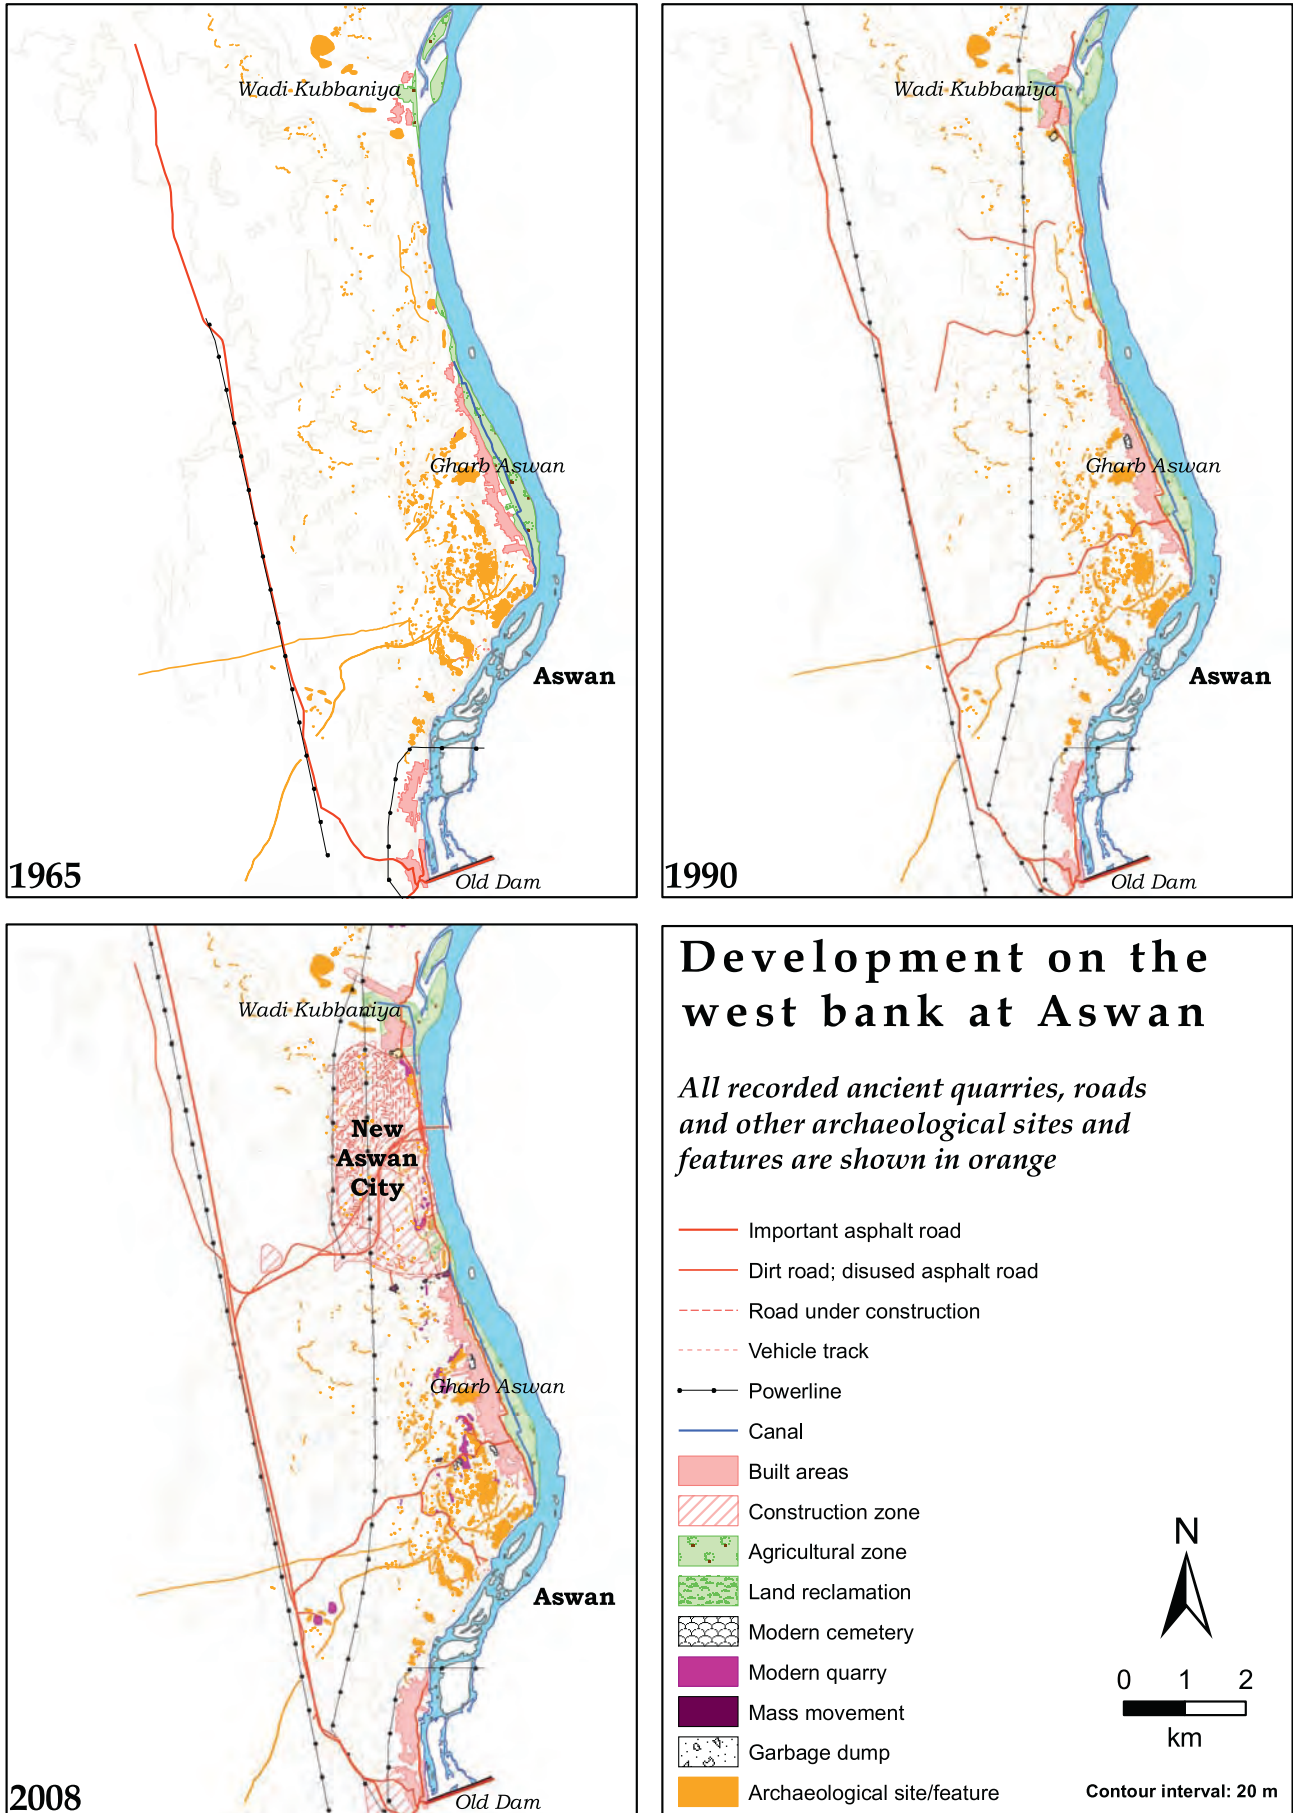 Wadi Kubbaniya
Gharb Aswan
Aswan
1965
Old Dam
Wadi Kubbaniya
Gharb Aswan
Aswan
1990
Old Dam
Wadi Kubbaniya
New
Aswan
City
Gharb Aswan
Aswan
2008
Old Dam
Development on the
west bank at Aswan
All recorded ancient quarries, roads
and other archaeological sites and
features are shown in orange
Important asphalt road
Dirt road; disused asphalt road
Road under construction
Vehicle track
Powerline
Canal
Built areas
Construction zone
Agricultural zone
Land reclamation
Modern cemetery
Modern quarry
Mass movement
Garbage dump
Archaeological site/feature
N
0 1 2
km
Contour interval: 20 m